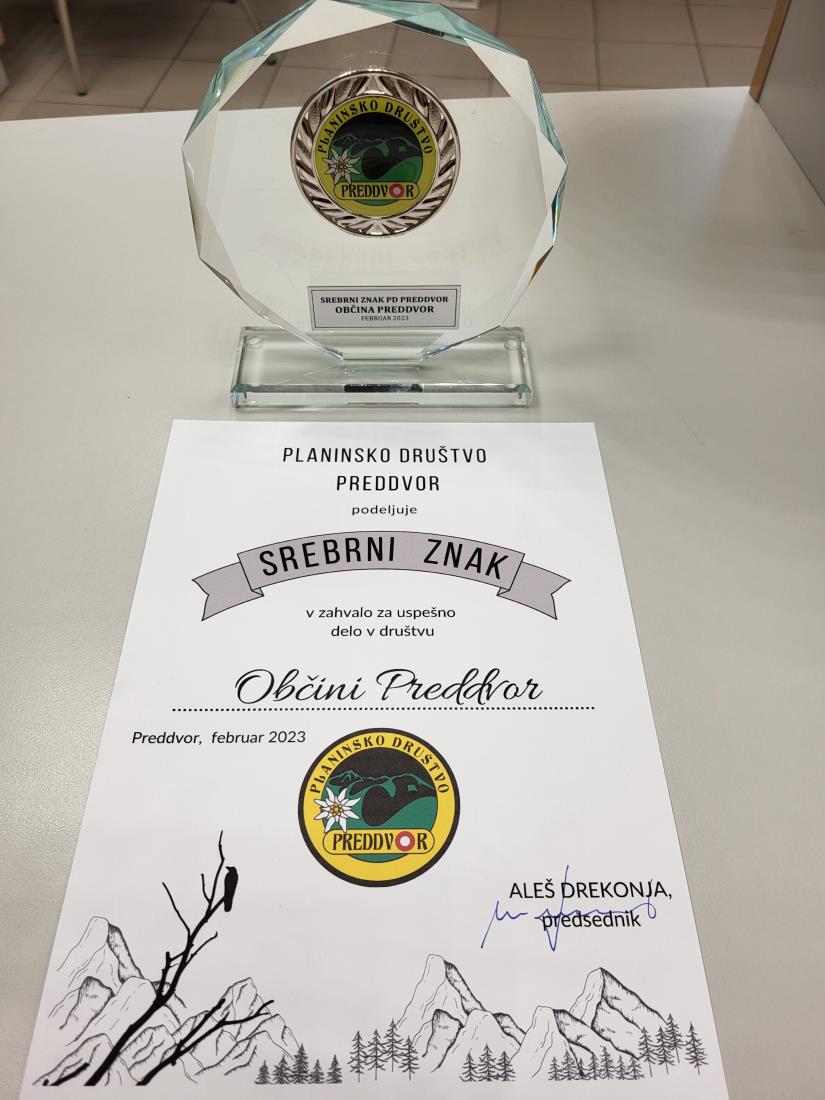 PLANINSKO DRUŠTVO
PREDDVOR
SREBRNI ZNAK PD PREDDVOR
OBČINA PREDDVOR
FEBRUAR 2023
PLANINSKO DRUŠTVO
PREDDVOR
podeljuje
SREBRNI ZNAK
v zahvalo za uspešno
delo v društvu
Občini Preddvor
Preddvor, februar 2023
PLANINSKO DRUŠTVO
PREDDVOR
ALEŠ DREKONJA,
predsednik